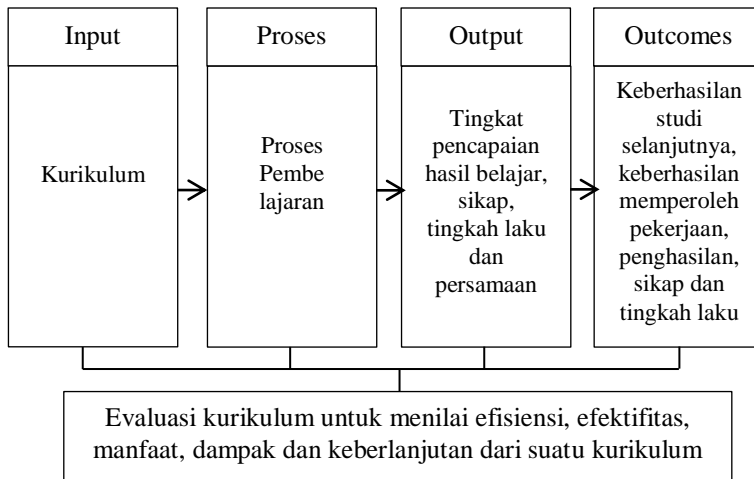 Input
Kurikulum
Proses
Proses
Pembe
lajaran
Output
Tingkat
pencapaian
hasil belajar,
sikap,
tingkah laku
dan
persamaan
Outcomes
Keberhasilan
studi
selanjutnya,
keberhasilan
memperoleh
pekerjaan,
penghasilan,
sikap dan
tingkah laku
Evaluasi kurikulum untuk menilai efisiensi, efektifitas,
manfaat, dampak dan keberlanjutan dari suatu kurikulum